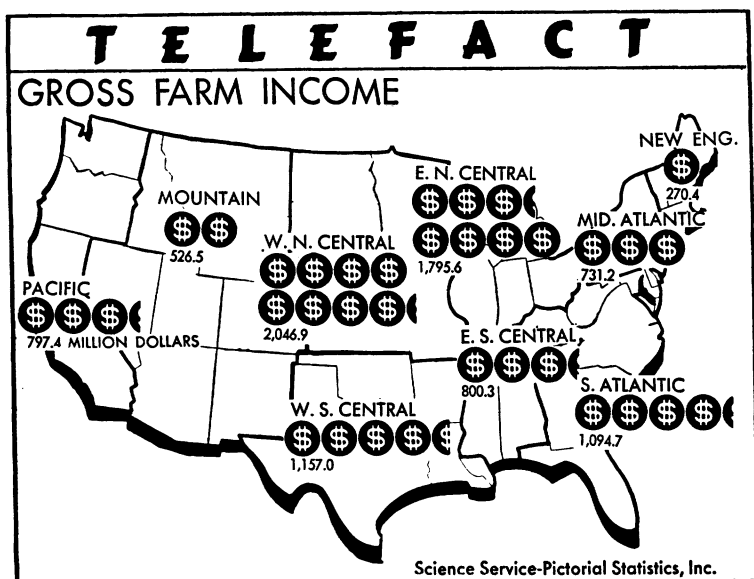 TELEFACT
GROSS FARM INCOME
NEW ENG.
270.4
E. N. CENTRAL
1,795.6
MOUNTAIN
526.5
MID. ATLANTIC
731.2
W. N. CENTRAL
2,046.9
PACIFIC
797.4 MILLION DOLLARS
E. S. CENTRAL
800.3
S. ATLANTIC
1,094.7
W. S. CENTRAL
1,157.0
Science Service-Pictorial Statistics, Inc.